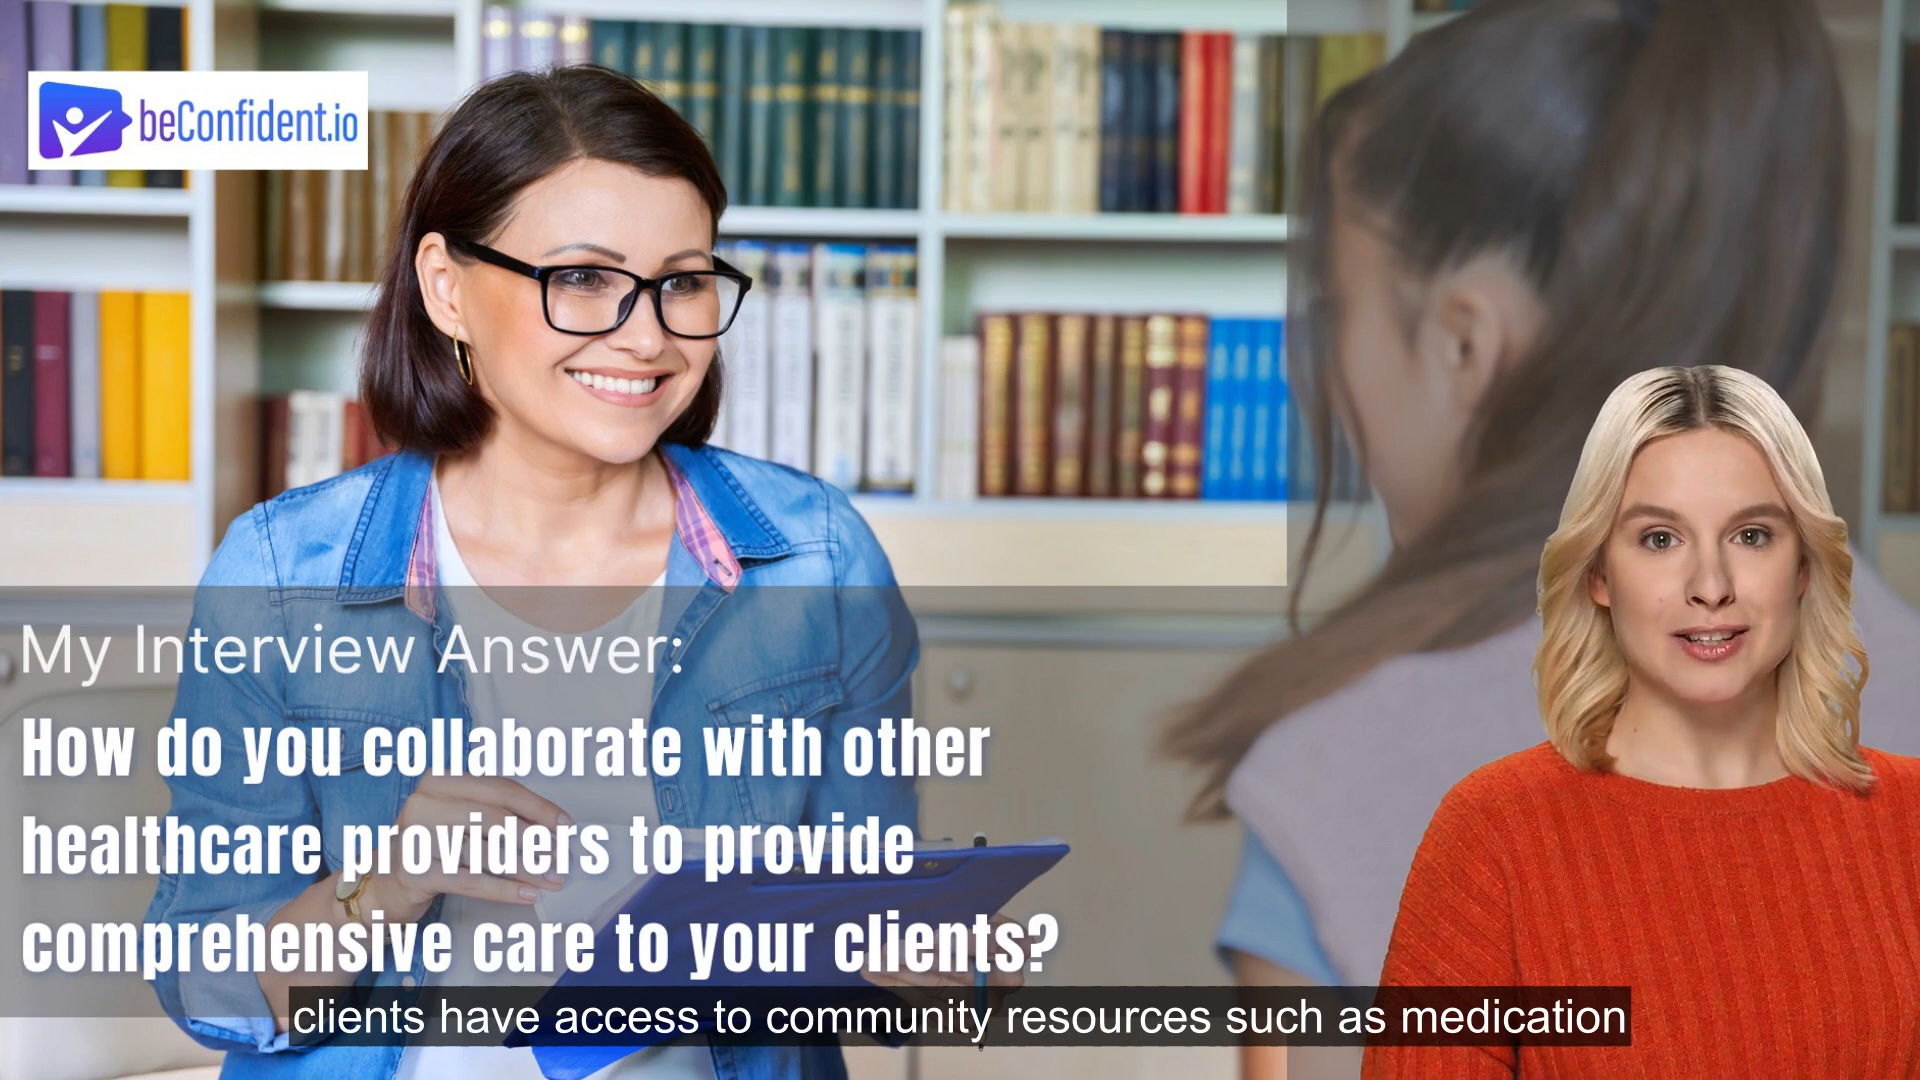 beConfident.io
My Interview Answer:
How do you collaborate with other
healthcare providers to provide
comprehensive care to your clients?
clients have access to community resources such as medication